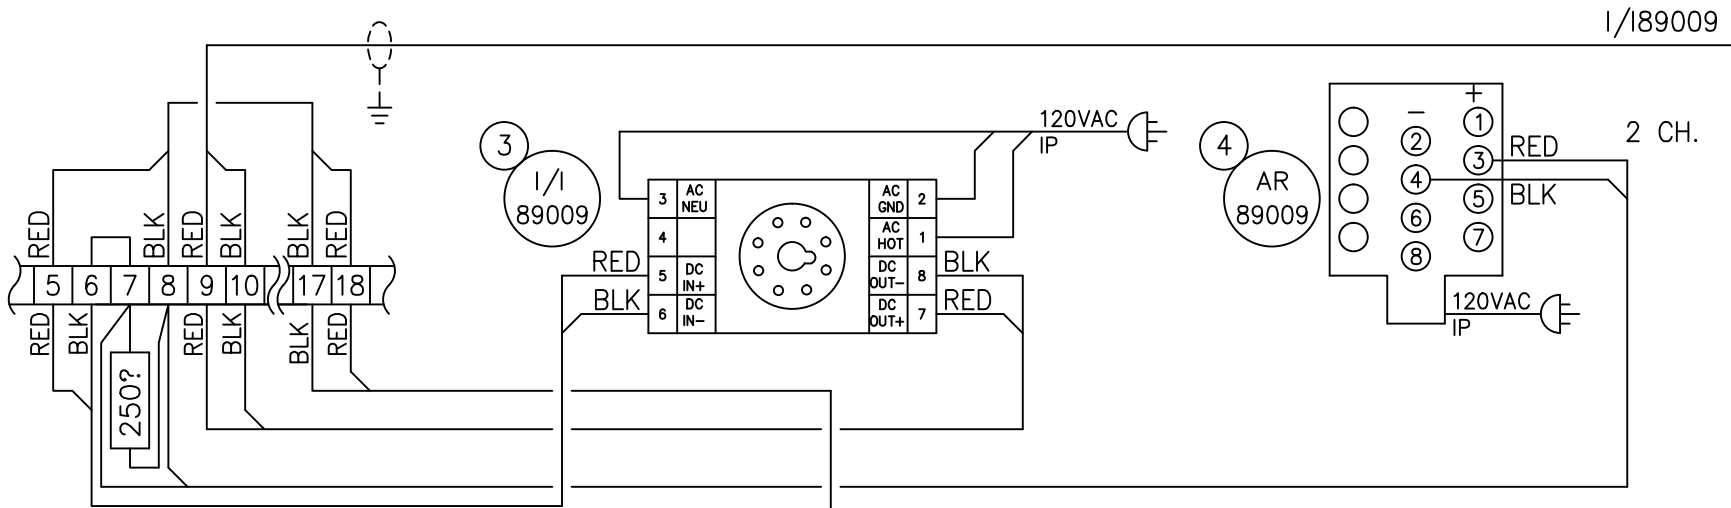 I/I89009
120VAC
IP
3
I/I
89009
4
AR
89009
+
−
1
2
3
4
5
6
7
8
RED
BLK
2 CH.
3 AC NEU
4
5 DC IN+
6 DC IN−
AC GND 2
AC HOT 1
DC OUT− 8
DC OUT+ 7
RED
BLK
BLK
RED
120VAC
IP
RED BLK RED BLK BLK RED
5 6 7 8 9 10 17 18
RED BLK RED BLK BLK RED
250?